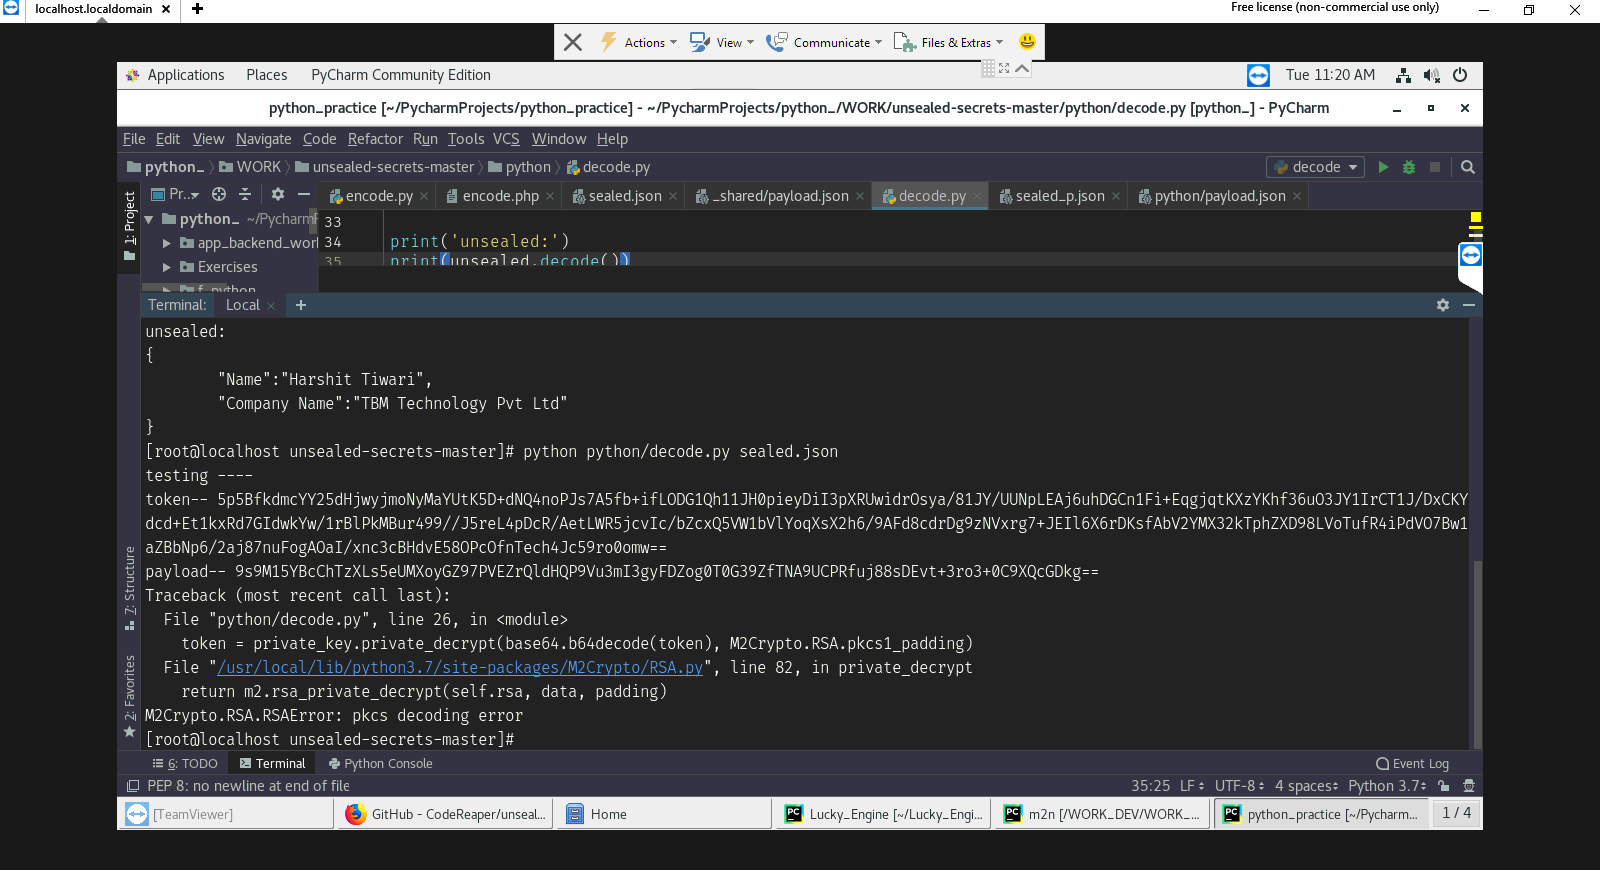 localhost.localdomain
Free license (non-commercial use only)
Actions View Communicate Files & Extras
Applications Places PyCharm Community Edition Tue 11:20 AM
python_practice [~/PycharmProjects/python_practice] - ~/PycharmProjects/python_/WORK/unsealed-secrets-master/python/decode.py [python_] - PyCharm
File Edit View Navigate Code Refactor Run Tools VCS Window Help
python_ WORK unsealed-secrets-master python decode.py decode
1: Project
Pr... encode.py encode.php sealed.json _shared/payload.json decode.py sealed_p.json python/payload.json
python_ ~/PycharmP
33
app_backend_wor
34 print('unsealed:')
35 print(unsealed.decode())
Exercises
f_python
Terminal: Local
unsealed:
{
"Name":"Harshit Tiwari",
"Company Name":"TBM Technology Pvt Ltd"
}
[root@localhost unsealed-secrets-master]# python python/decode.py sealed.json
testing ----
token-- 5p5BfkdmcYY25dHjwyjmoNyMaYUtK5D+dNQ4noPJs7A5fb+ifLODG1Qh11JH0pieyDiI3pXRUwidrOsya/81JY/UUNpLEAj6uhDGCn1Fi+EqgjqtKXzYKhf36uO3JY1IrCT1J/DxCKY
dcd+Et1kxRd7GIdwkYw/1rBlPkMBur499//J5reL4pDcR/AetLWR5jcvIc/bZcxQ5VW1bVlYoqXsX2h6/9AFd8cdrDg9zNVxrg7+JEIl6X6rDKsfAbV2YMX32kTphZXD98LVoTufR4iPdVO7Bw1
aZBbNp6/2aj87nuFogAOaI/xnc3cBHdvE58OPcOfnTech4Jc59ro0omw==
payload-- 9s9M15YBcChTzXLs5eUMXoyGZ97PVEZrQldHQP9Vu3mI3gyFDZog0T0G39ZfTNA9UCPRfuj88sDEvt+3ro3+0C9XQcGDkg==
Traceback (most recent call last):
File "python/decode.py", line 26, in <module>
token = private_key.private_decrypt(base64.b64decode(token), M2Crypto.RSA.pkcs1_padding)
File "/usr/local/lib/python3.7/site-packages/M2Crypto/RSA.py", line 82, in private_decrypt
return m2.rsa_private_decrypt(self.rsa, data, padding)
M2Crypto.RSA.RSAError: pkcs decoding error
[root@localhost unsealed-secrets-master]#
7: Structure
2: Favorites
6: TODO Terminal Python Console Event Log
PEP 8: no newline at end of file 35:25 LF UTF-8 4 spaces Python 3.7
[TeamViewer] GitHub - CodeReaper/unseal... Home Lucky_Engine [~/Lucky_Engi... m2n [/WORK_DEV/WORK_... python_practice [~/Pycharm... 1 / 4